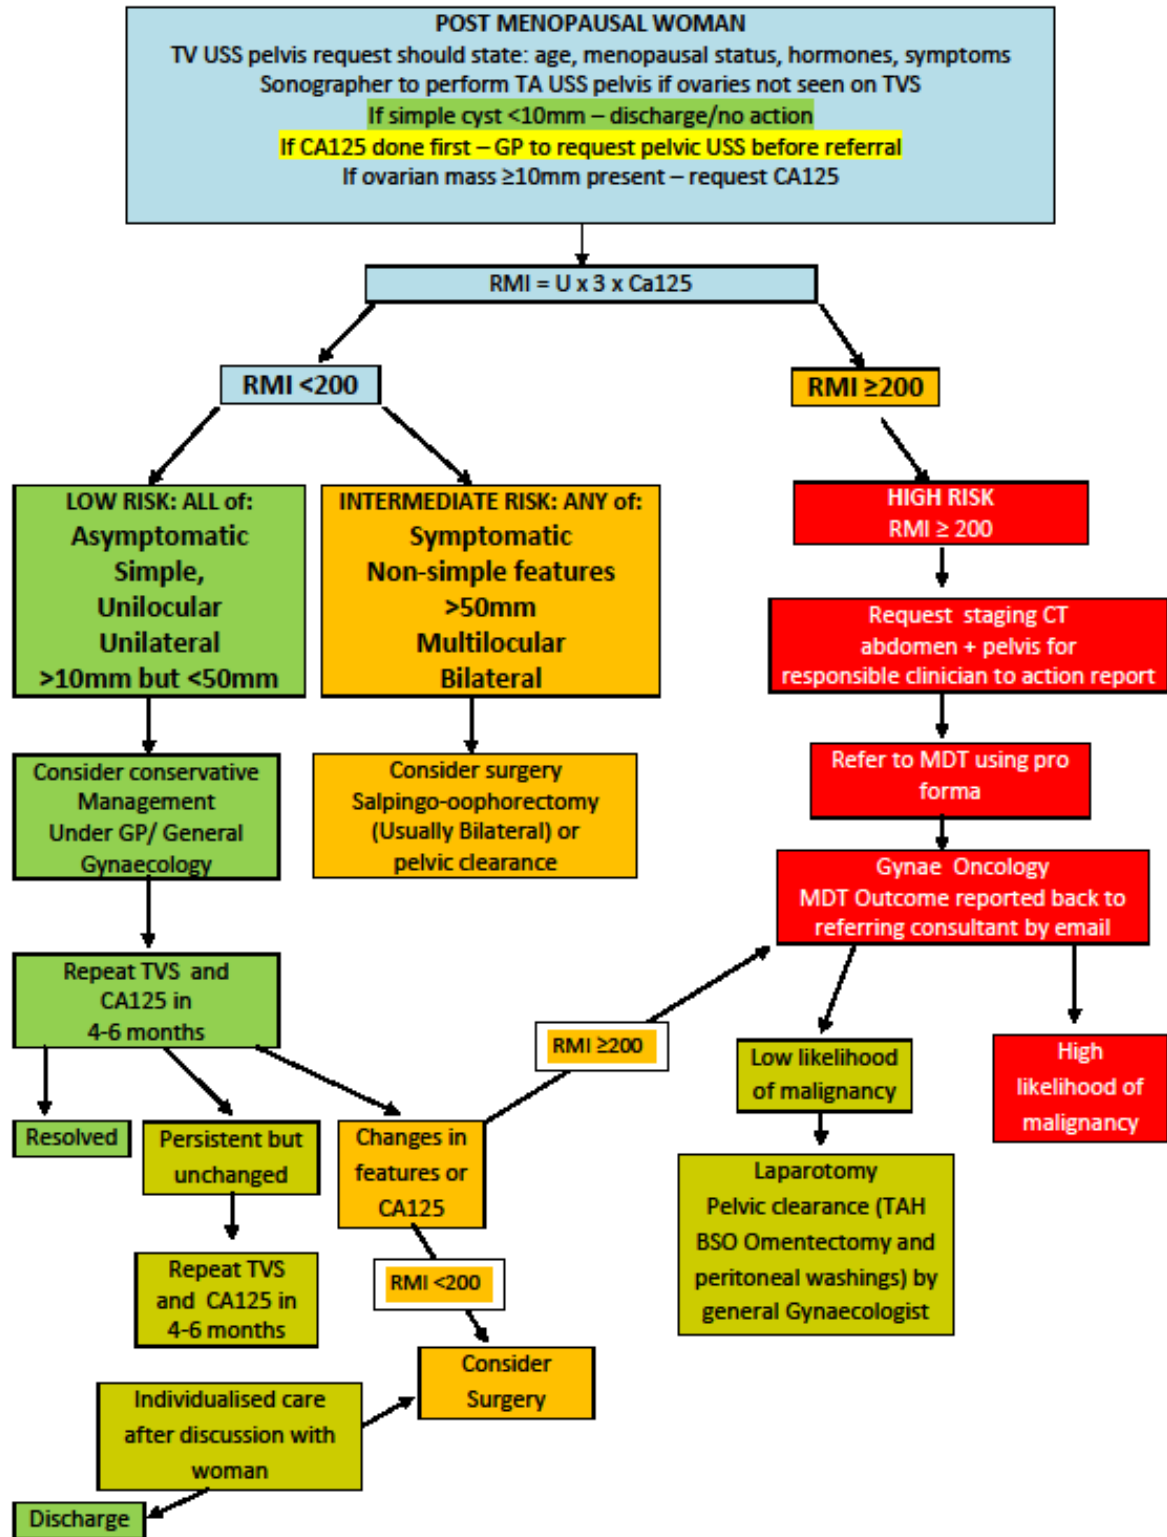 POST MENOPAUSAL WOMAN
TV USS pelvis request should state: age, menopausal status, hormones, symptoms
Sonographer to perform TA USS pelvis if ovaries not seen on TVS
If simple cyst <10mm – discharge/no action
If CA125 done first – GP to request pelvic USS before referral
If ovarian mass ≥10mm present – request CA125
RMI = U x 3 x Ca125
RMI <200
RMI ≥200
LOW RISK: ALL of:
Asymptomatic
Simple,
Unilocular
Unilateral
>10mm but <50mm
INTERMEDIATE RISK: ANY of:
Symptomatic
Non-simple features
>50mm
Multilocular
Bilateral
HIGH RISK
RMI ≥ 200
Request staging CT
abdomen + pelvis for
responsible clinician to action report
Consider conservative
Management
Under GP/ General
Gynaecology
Consider surgery
Salpingo-oophorectomy
(Usually Bilateral) or
pelvic clearance
Refer to MDT using pro
forma
Gynae Oncology
MDT Outcome reported back to
referring consultant by email
Repeat TVS and
CA125 in
4-6 months
RMI ≥200
Low likelihood
of malignancy
High
likelihood of
malignancy
Resolved
Persistent but
unchanged
Changes in
features or
CA125
Laparotomy
Pelvic clearance (TAH
BSO Omentectomy and
peritoneal washings) by
general Gynaecologist
Repeat TVS
and CA125 in
4-6 months
RMI <200
Consider
Surgery
Individualised care
after discussion with
woman
Discharge